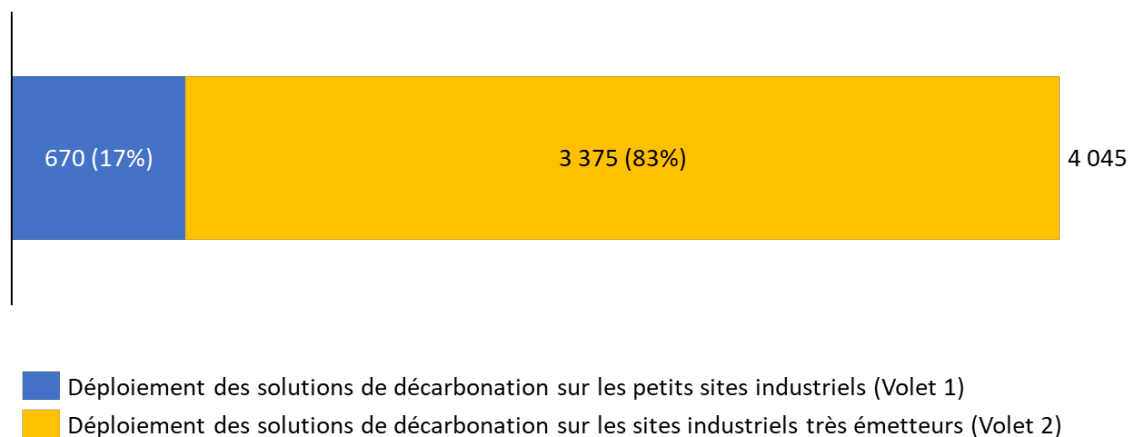 670 (17%)
3 375 (83%)
4 045
Déploiement des solutions de décarbonation sur les petits sites industriels (Volet 1)
Déploiement des solutions de décarbonation sur les sites industriels très émetteurs (Volet 2)